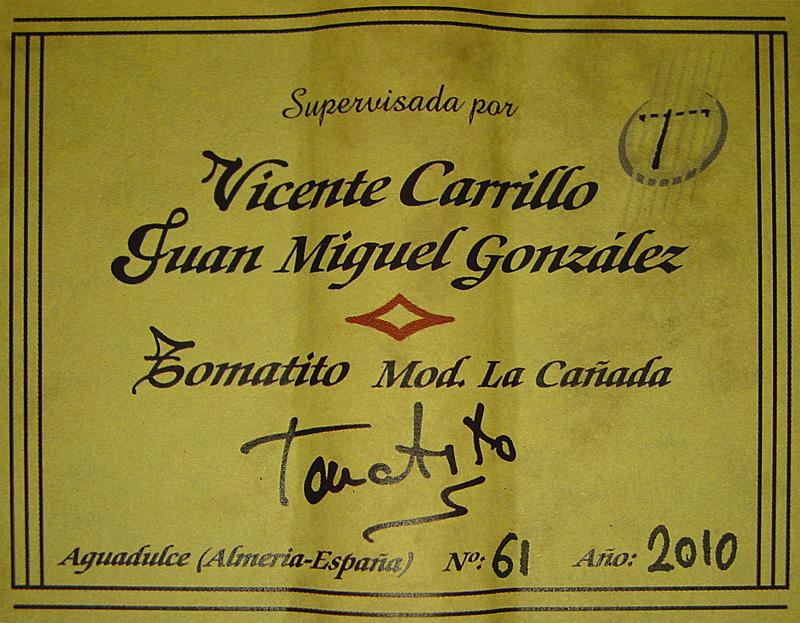 Supervisada por
T
Vicente Carrillo
Juan Miguel González
Tomatito Mod. La Cañada
Tomatito
Aguadulce (Almeria-España) Nº: 61 Año: 2010